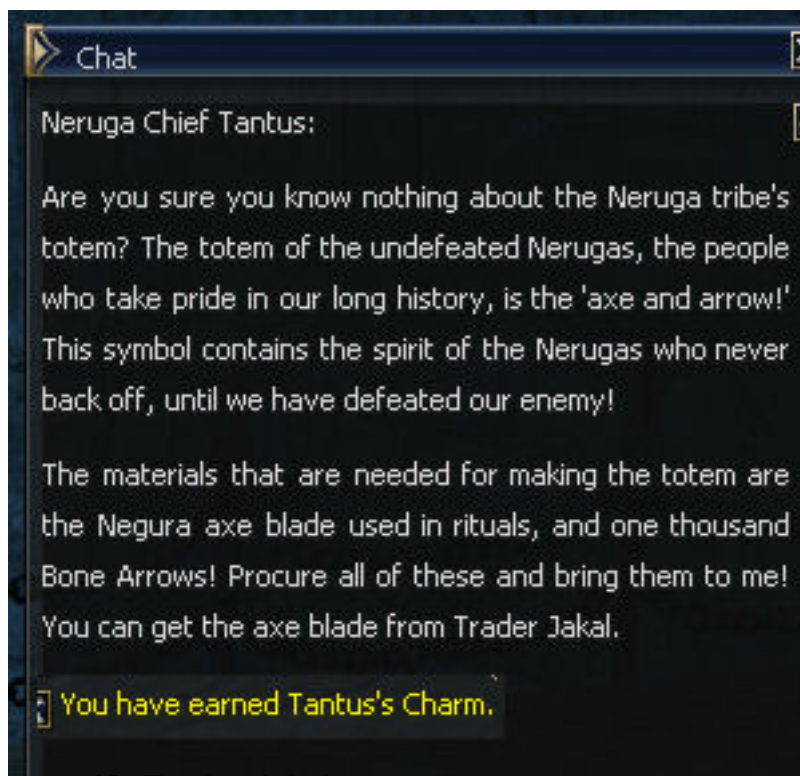 Chat
Neruga Chief Tantus:
Are you sure you know nothing about the Neruga tribe's
totem? The totem of the undefeated Nerugas, the people
who take pride in our long history, is the 'axe and arrow!'
This symbol contains the spirit of the Nerugas who never
back off, until we have defeated our enemy!
The materials that are needed for making the totem are
the Negura axe blade used in rituals, and one thousand
Bone Arrows! Procure all of these and bring them to me!
You can get the axe blade from Trader Jakal.
You have earned Tantus's Charm.